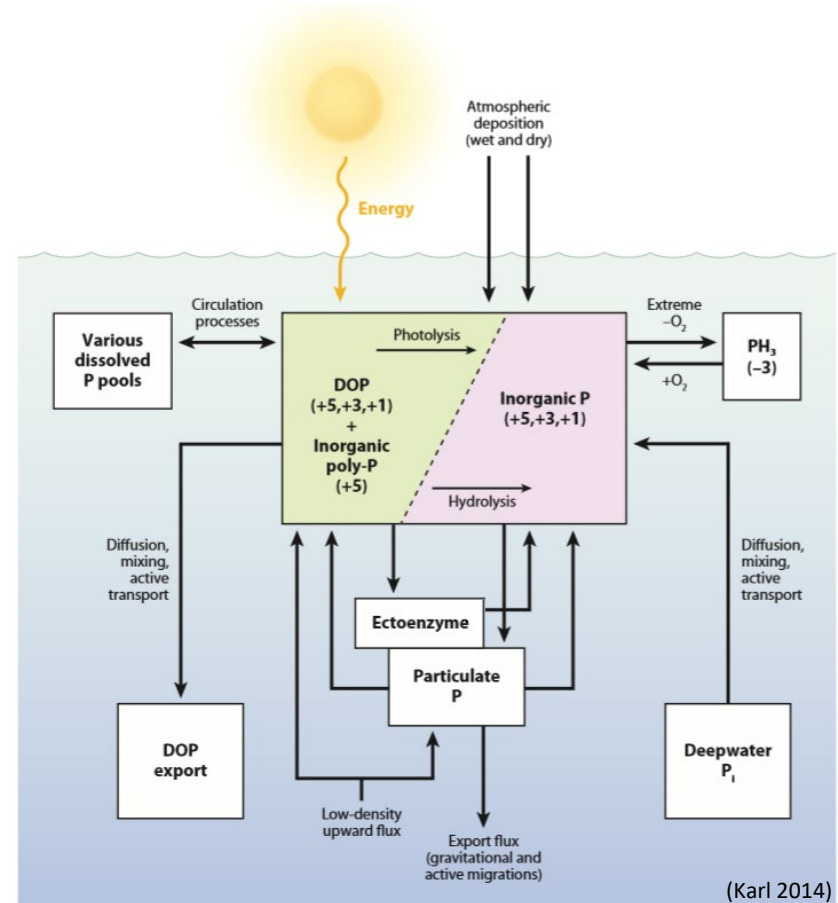 Atmospheric
deposition
(wet and dry)
Energy
Circulation
processes
Various
dissolved
P pools
Photolysis
DOP
(+5,+3,+1)
+
Inorganic
poly-P
(+5)
Inorganic P
(+5,+3,+1)
Hydrolysis
Extreme
–O₂
+O₂
PH₃
(–3)
Diffusion,
mixing,
active
transport
Ectoenzyme
Particulate
P
Diffusion,
mixing,
active
transport
DOP
export
Deepwater
Pᵢ
Low-density
upward flux
Export flux
(gravitational and
active migrations)
(Karl 2014)